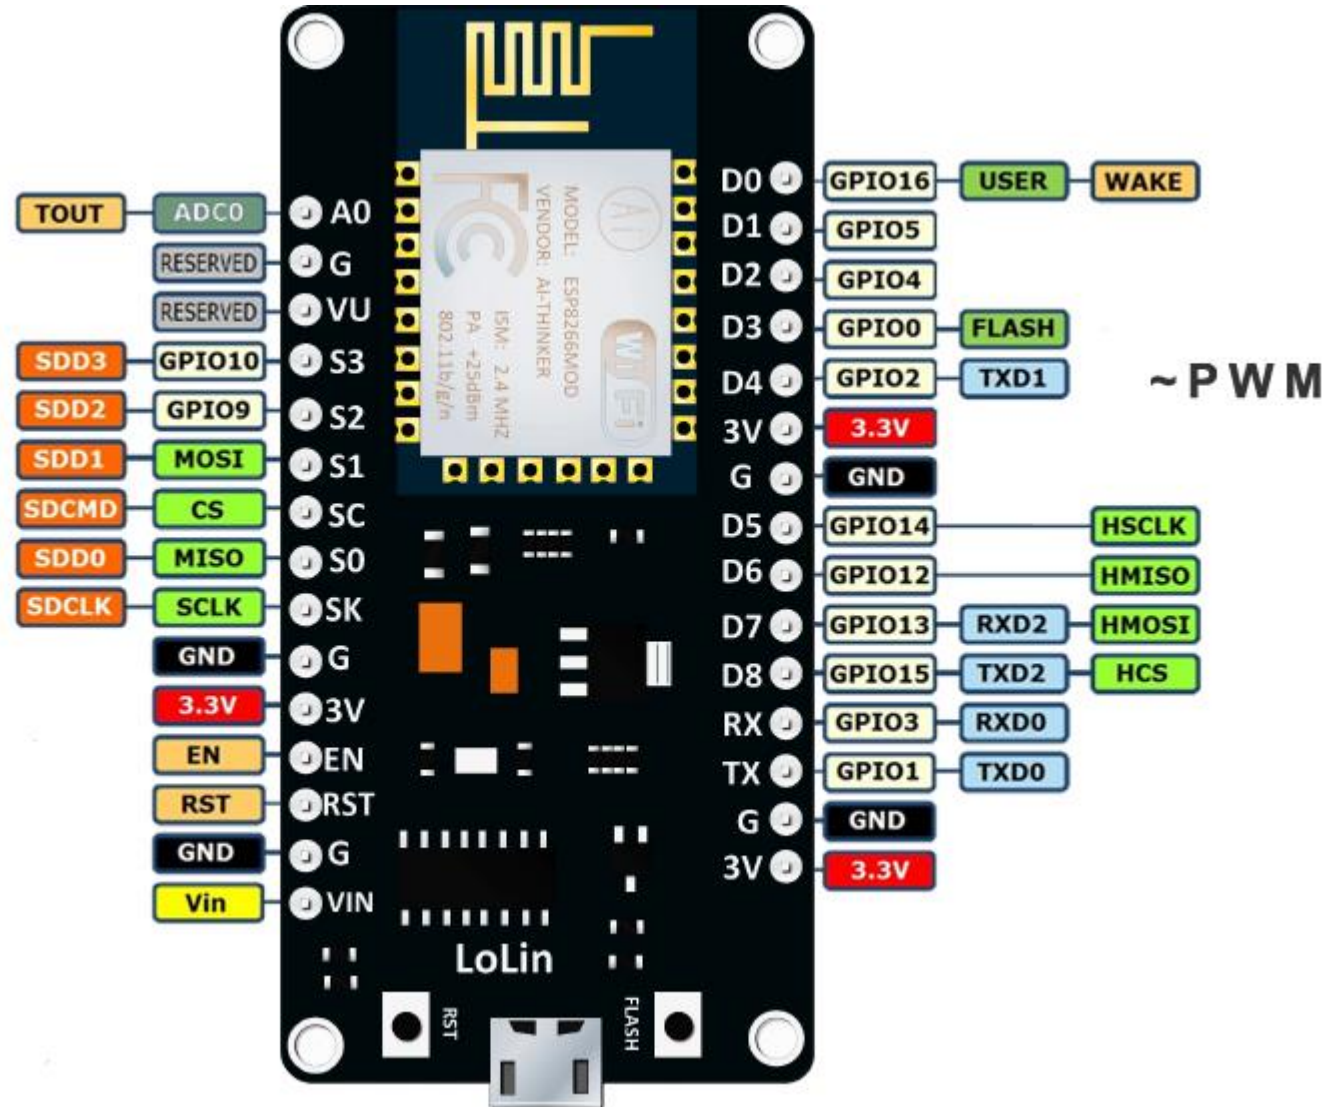 TOUT ADC0 A0
RESERVED G
RESERVED VU
SDD3 GPIO10 S3
SDD2 GPIO9 S2
SDD1 MOSI S1
SDCMD CS SC
SDD0 MISO S0
SDCLK SCLK SK
GND G
3.3V 3V
EN EN
RST RST
GND G
Vin VIN
MODEL: ESP8266MOD
VENDOR: AI-THINKER
ISM: 2.4 MHZ
PA +25dBm
802.11b/g/n
AI
Wi Fi
FC
D0 GPIO16 USER WAKE
D1 GPIO5
D2 GPIO4
D3 GPIO0 FLASH
D4 GPIO2 TXD1
3V 3.3V
G GND
D5 GPIO14 HSCLK
D6 GPIO12 HMISO
D7 GPIO13 RXD2 HMOSI
D8 GPIO15 TXD2 HCS
RX GPIO3 RXD0
TX GPIO1 TXD0
G GND
3V 3.3V
~PWM
LoLin
RST
FLASH